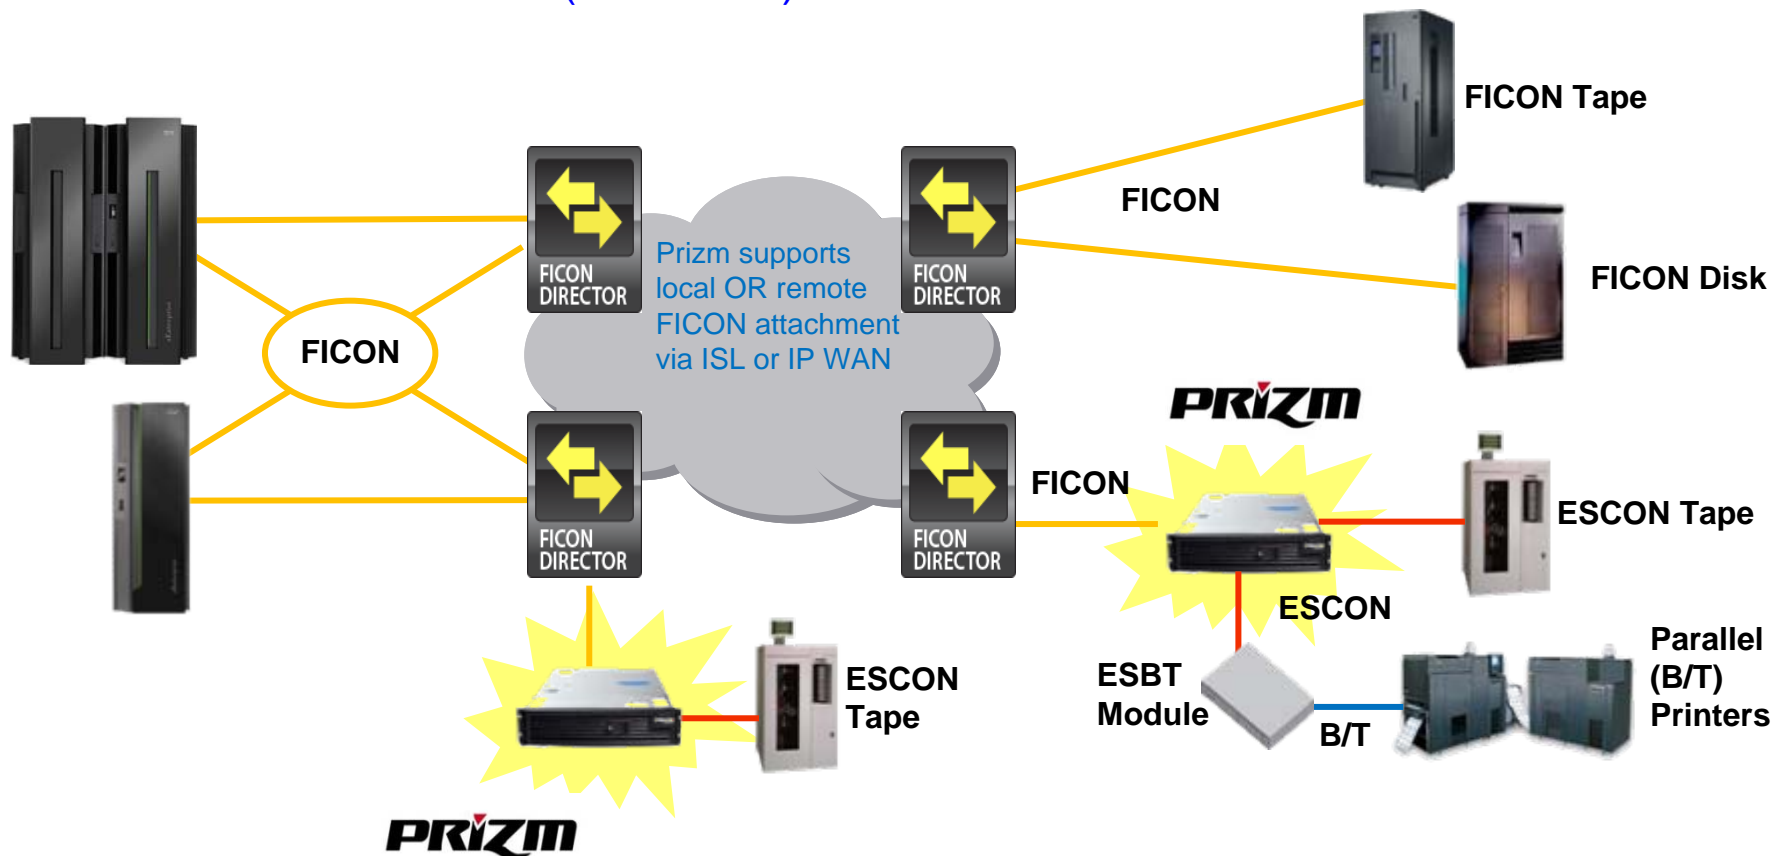 FICON Tape
FICON
FICON Disk
FICON
DIRECTOR
FICON
DIRECTOR
Prizm supports
local OR remote
FICON attachment
via ISL or IP WAN
FICON
PRIZM
FICON
FICON
DIRECTOR
FICON
DIRECTOR
ESCON Tape
ESCON
ESBT
Module
B/T
Parallel
(B/T)
Printers
ESCON
Tape
PRIZM